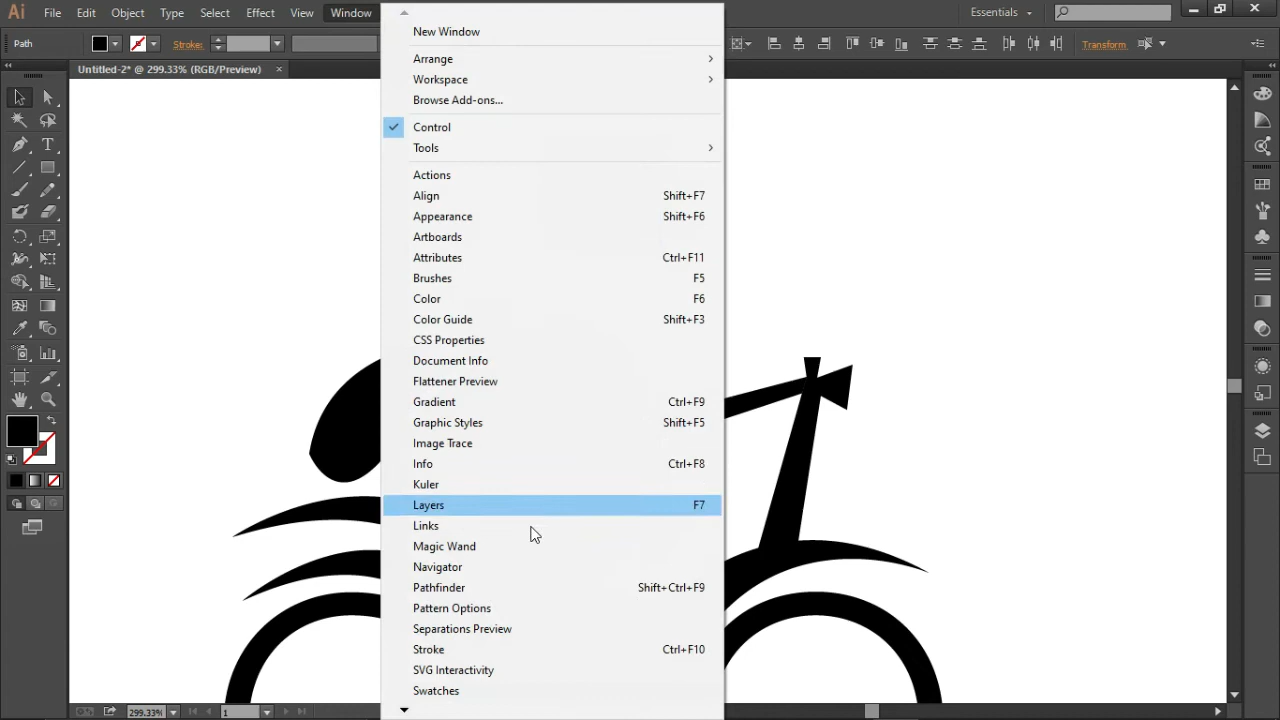 Ai File Edit Object Type Select Effect View Window Essentials
Path Stroke: Transform
Untitled-2* @ 299.33% (RGB/Preview) ×
New Window
Arrange
Workspace
Browse Add-ons...
Control
Tools
Actions
Align Shift+F7
Appearance Shift+F6
Artboards
Attributes Ctrl+F11
Brushes F5
Color F6
Color Guide Shift+F3
CSS Properties
Document Info
Flattener Preview
Gradient Ctrl+F9
Graphic Styles Shift+F5
Image Trace
Info Ctrl+F8
Kuler
Layers F7
Links
Magic Wand
Navigator
Pathfinder Shift+Ctrl+F9
Pattern Options
Separations Preview
Stroke Ctrl+F10
SVG Interactivity
Swatches
299.33% 1